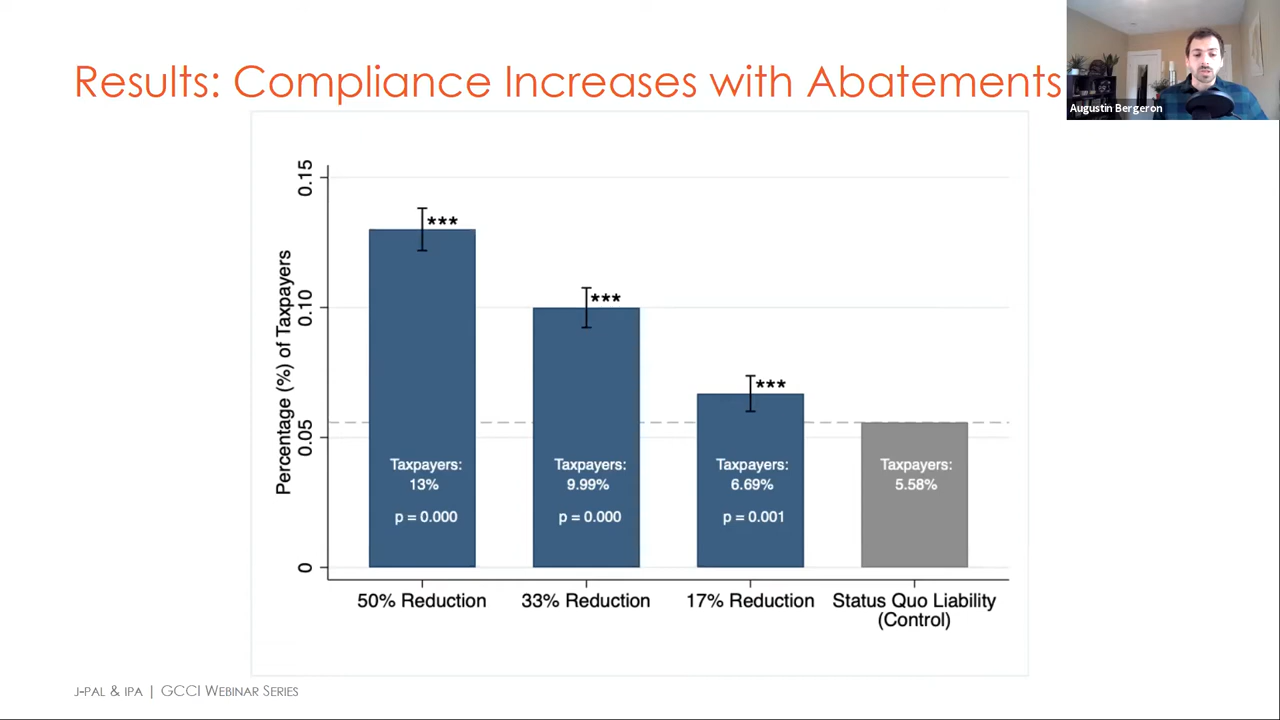 Results: Compliance Increases with Abatements
Augustin Bergeron
Percentage (%) of Taxpayers
0.15
0.10
0.05
0
***
***
***
Taxpayers:
13%
p = 0.000
Taxpayers:
9.99%
p = 0.000
Taxpayers:
6.69%
p = 0.001
Taxpayers:
5.58%
50% Reduction
33% Reduction
17% Reduction
Status Quo Liability
(Control)
J-PAL & IPA | GCCI WEBINAR SERIES